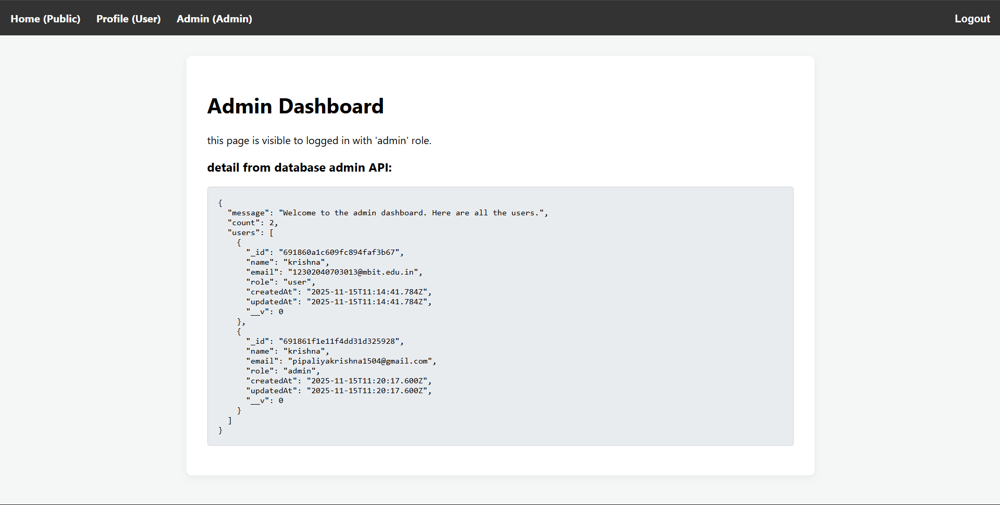 Home (Public) Profile (User) Admin (Admin) Logout
Admin Dashboard
this page is visible to logged in with 'admin' role.
detail from database admin API:
{
  "message": "Welcome to the admin dashboard. Here are all the users.",
  "count": 2,
  "users": [
    {
      "_id": "691860a1c609fc894faf3b67",
      "name": "krishna",
      "email": "12302040703013@mbit.edu.in",
      "role": "user",
      "createdAt": "2025-11-15T11:14:41.784Z",
      "updatedAt": "2025-11-15T11:14:41.784Z",
      "__v": 0
    },
    {
      "_id": "691861f1e11f4dd31d325928",
      "name": "krishna",
      "email": "pipaliyakrishna1504@gmail.com",
      "role": "admin",
      "createdAt": "2025-11-15T11:20:17.600Z",
      "updatedAt": "2025-11-15T11:20:17.600Z",
      "__v": 0
    }
  ]
}